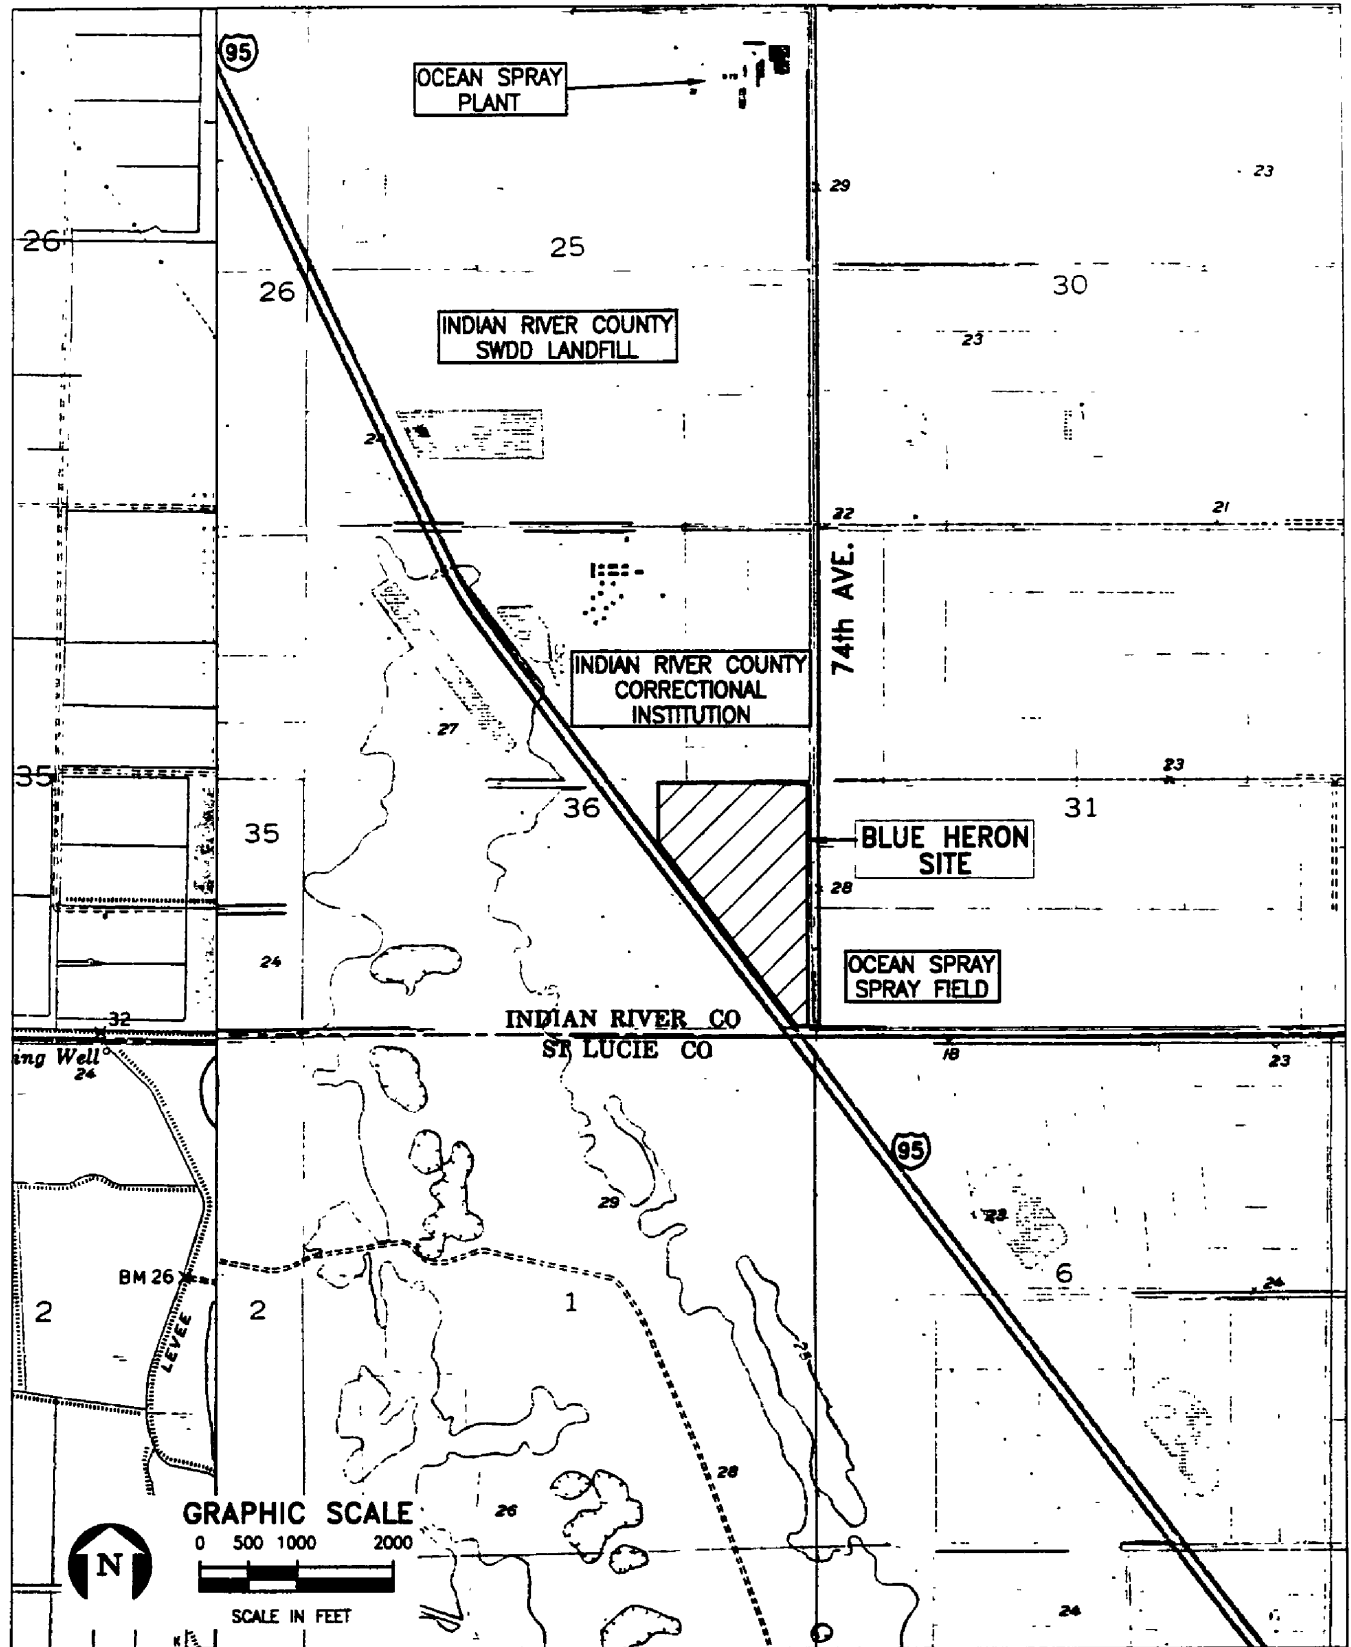 95
OCEAN SPRAY
PLANT
29
23
26
25
26
30
INDIAN RIVER COUNTY
SWDD LANDFILL
23
22
21
74th AVE.
INDIAN RIVER COUNTY
CORRECTIONAL
INSTITUTION
27
35
23
36
31
35
BLUE HERON
SITE
28
24
OCEAN SPRAY
SPRAY FIELD
32
INDIAN RIVER CO
ST LUCIE CO
ing Well
24
18
23
95
29
BM 26
6
24
2
2
1
LEVEE
25
28
26
GRAPHIC SCALE
0 500 1000 2000
N
SCALE IN FEET
24